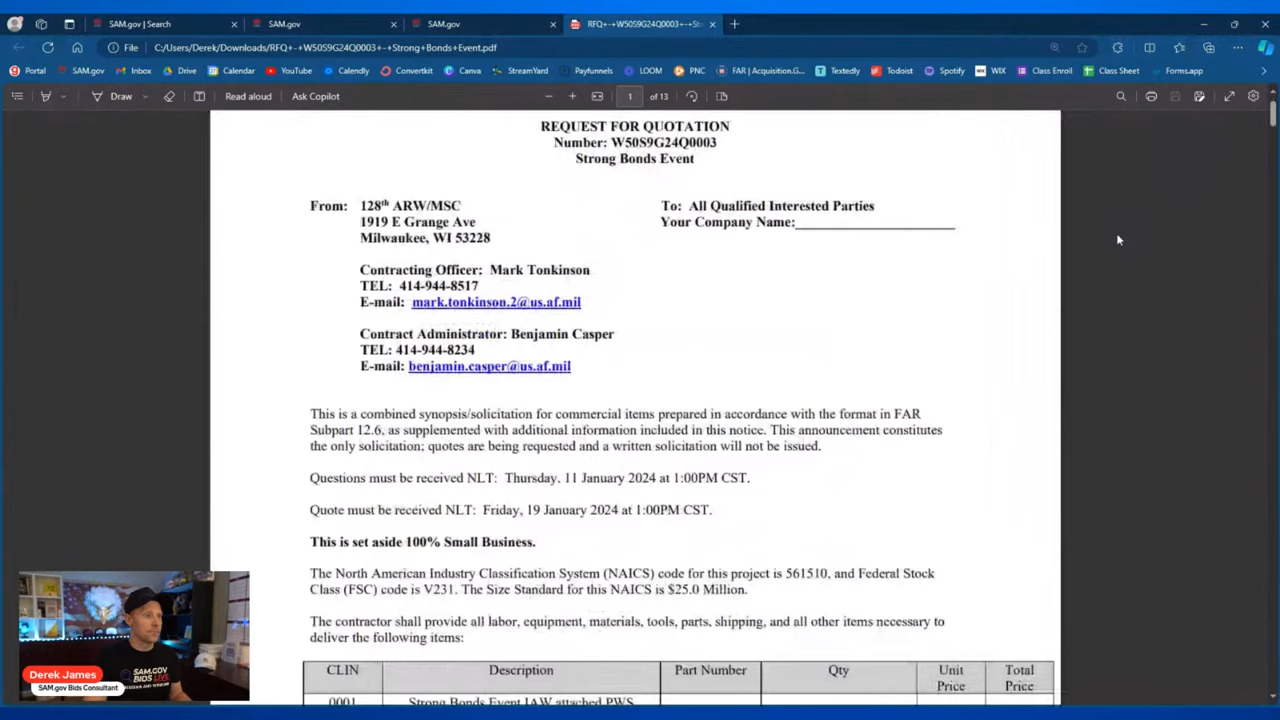 SAM.gov | Search
SAM.gov
SAM.gov
RFQ+-+W50S9G24Q0003+-+Str
File
C:/Users/Derek/Downloads/RFQ+-+W50S9G24Q0003+-+Strong+Bonds+Event.pdf
Portal
SAM.gov
Inbox
Drive
Calendar
YouTube
Calendly
Convertkit
Canva
StreamYard
Payfunnels
LOOM
PNC
FAR | Acquisition.G...
Textedly
Todoist
Spotify
WIX
Class Enroll
Class Sheet
Forms.app
Draw
Read aloud
Ask Copilot
1
of 13
REQUEST FOR QUOTATION
Number: W50S9G24Q0003
Strong Bonds Event
From: 128th ARW/MSC
1919 E Grange Ave
Milwaukee, WI 53228
To: All Qualified Interested Parties
Your Company Name:
Contracting Officer: Mark Tonkinson
TEL: 414-944-8517
E-mail: mark.tonkinson.2@us.af.mil
Contract Administrator: Benjamin Casper
TEL: 414-944-8234
E-mail: benjamin.casper@us.af.mil
This is a combined synopsis/solicitation for commercial items prepared in accordance with the format in FAR
Subpart 12.6, as supplemented with additional information included in this notice. This announcement constitutes
the only solicitation; quotes are being requested and a written solicitation will not be issued.
Questions must be received NLT: Thursday, 11 January 2024 at 1:00PM CST.
Quote must be received NLT: Friday, 19 January 2024 at 1:00PM CST.
This is set aside 100% Small Business.
The North American Industry Classification System (NAICS) code for this project is 561510, and Federal Stock
Class (FSC) code is V231. The Size Standard for this NAICS is $25.0 Million.
The contractor shall provide all labor, equipment, materials, tools, parts, shipping, and all other items necessary to
deliver the following items:
CLIN
Description
Part Number
Qty
Unit Price
Total Price
0001
Strong Bonds Event IAW attached PWS
SAM.GOV
BIDS LIVE
Derek James
SAM.gov Bids Consultant